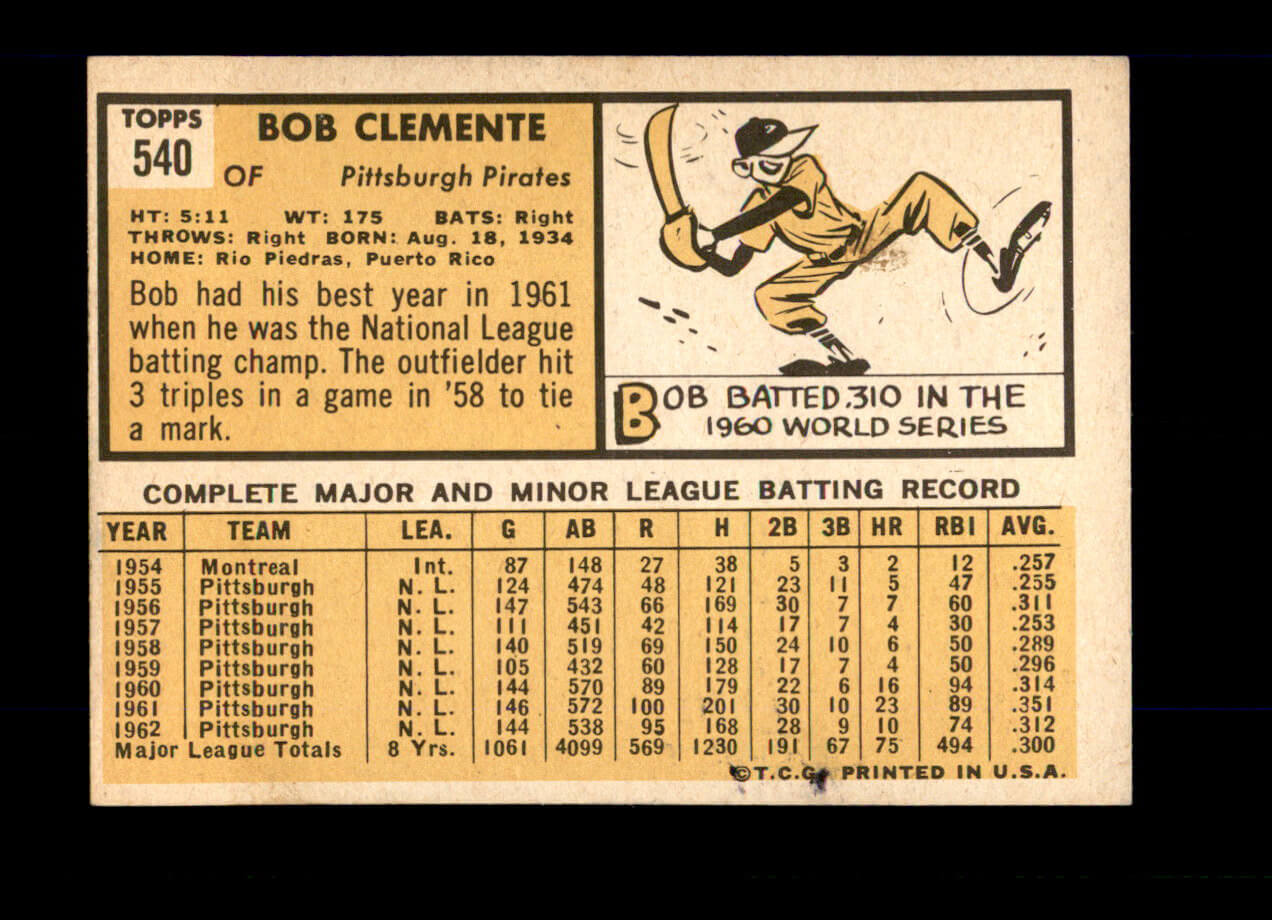 TOPPS
540
BOB CLEMENTE
OF Pittsburgh Pirates
HT: 5:11 WT: 175 BATS: Right
THROWS: Right BORN: Aug. 18, 1934
HOME: Rio Piedras, Puerto Rico
Bob had his best year in 1961
when he was the National League
batting champ. The outfielder hit
3 triples in a game in '58 to tie
a mark.
BOB BATTED .310 IN THE
1960 WORLD SERIES
COMPLETE MAJOR AND MINOR LEAGUE BATTING RECORD
YEAR TEAM LEA. G AB R H 2B 3B HR RBI AVG.
1954 Montreal Int. 87 148 27 38 5 3 2 12 .257
1955 Pittsburgh N. L. 124 474 48 121 23 11 5 47 .255
1956 Pittsburgh N. L. 147 543 66 169 30 7 7 60 .311
1957 Pittsburgh N. L. 111 451 42 114 17 7 4 30 .253
1958 Pittsburgh N. L. 140 519 69 150 24 10 6 50 .289
1959 Pittsburgh N. L. 105 432 60 128 17 7 4 50 .296
1960 Pittsburgh N. L. 144 570 89 179 22 6 16 94 .314
1961 Pittsburgh N. L. 146 572 100 201 30 10 23 89 .351
1962 Pittsburgh N. L. 144 538 95 168 28 9 10 74 .312
Major League Totals 8 Yrs. 1061 4099 569 1230 191 67 75 494 .300
©T.C.G. PRINTED IN U.S.A.